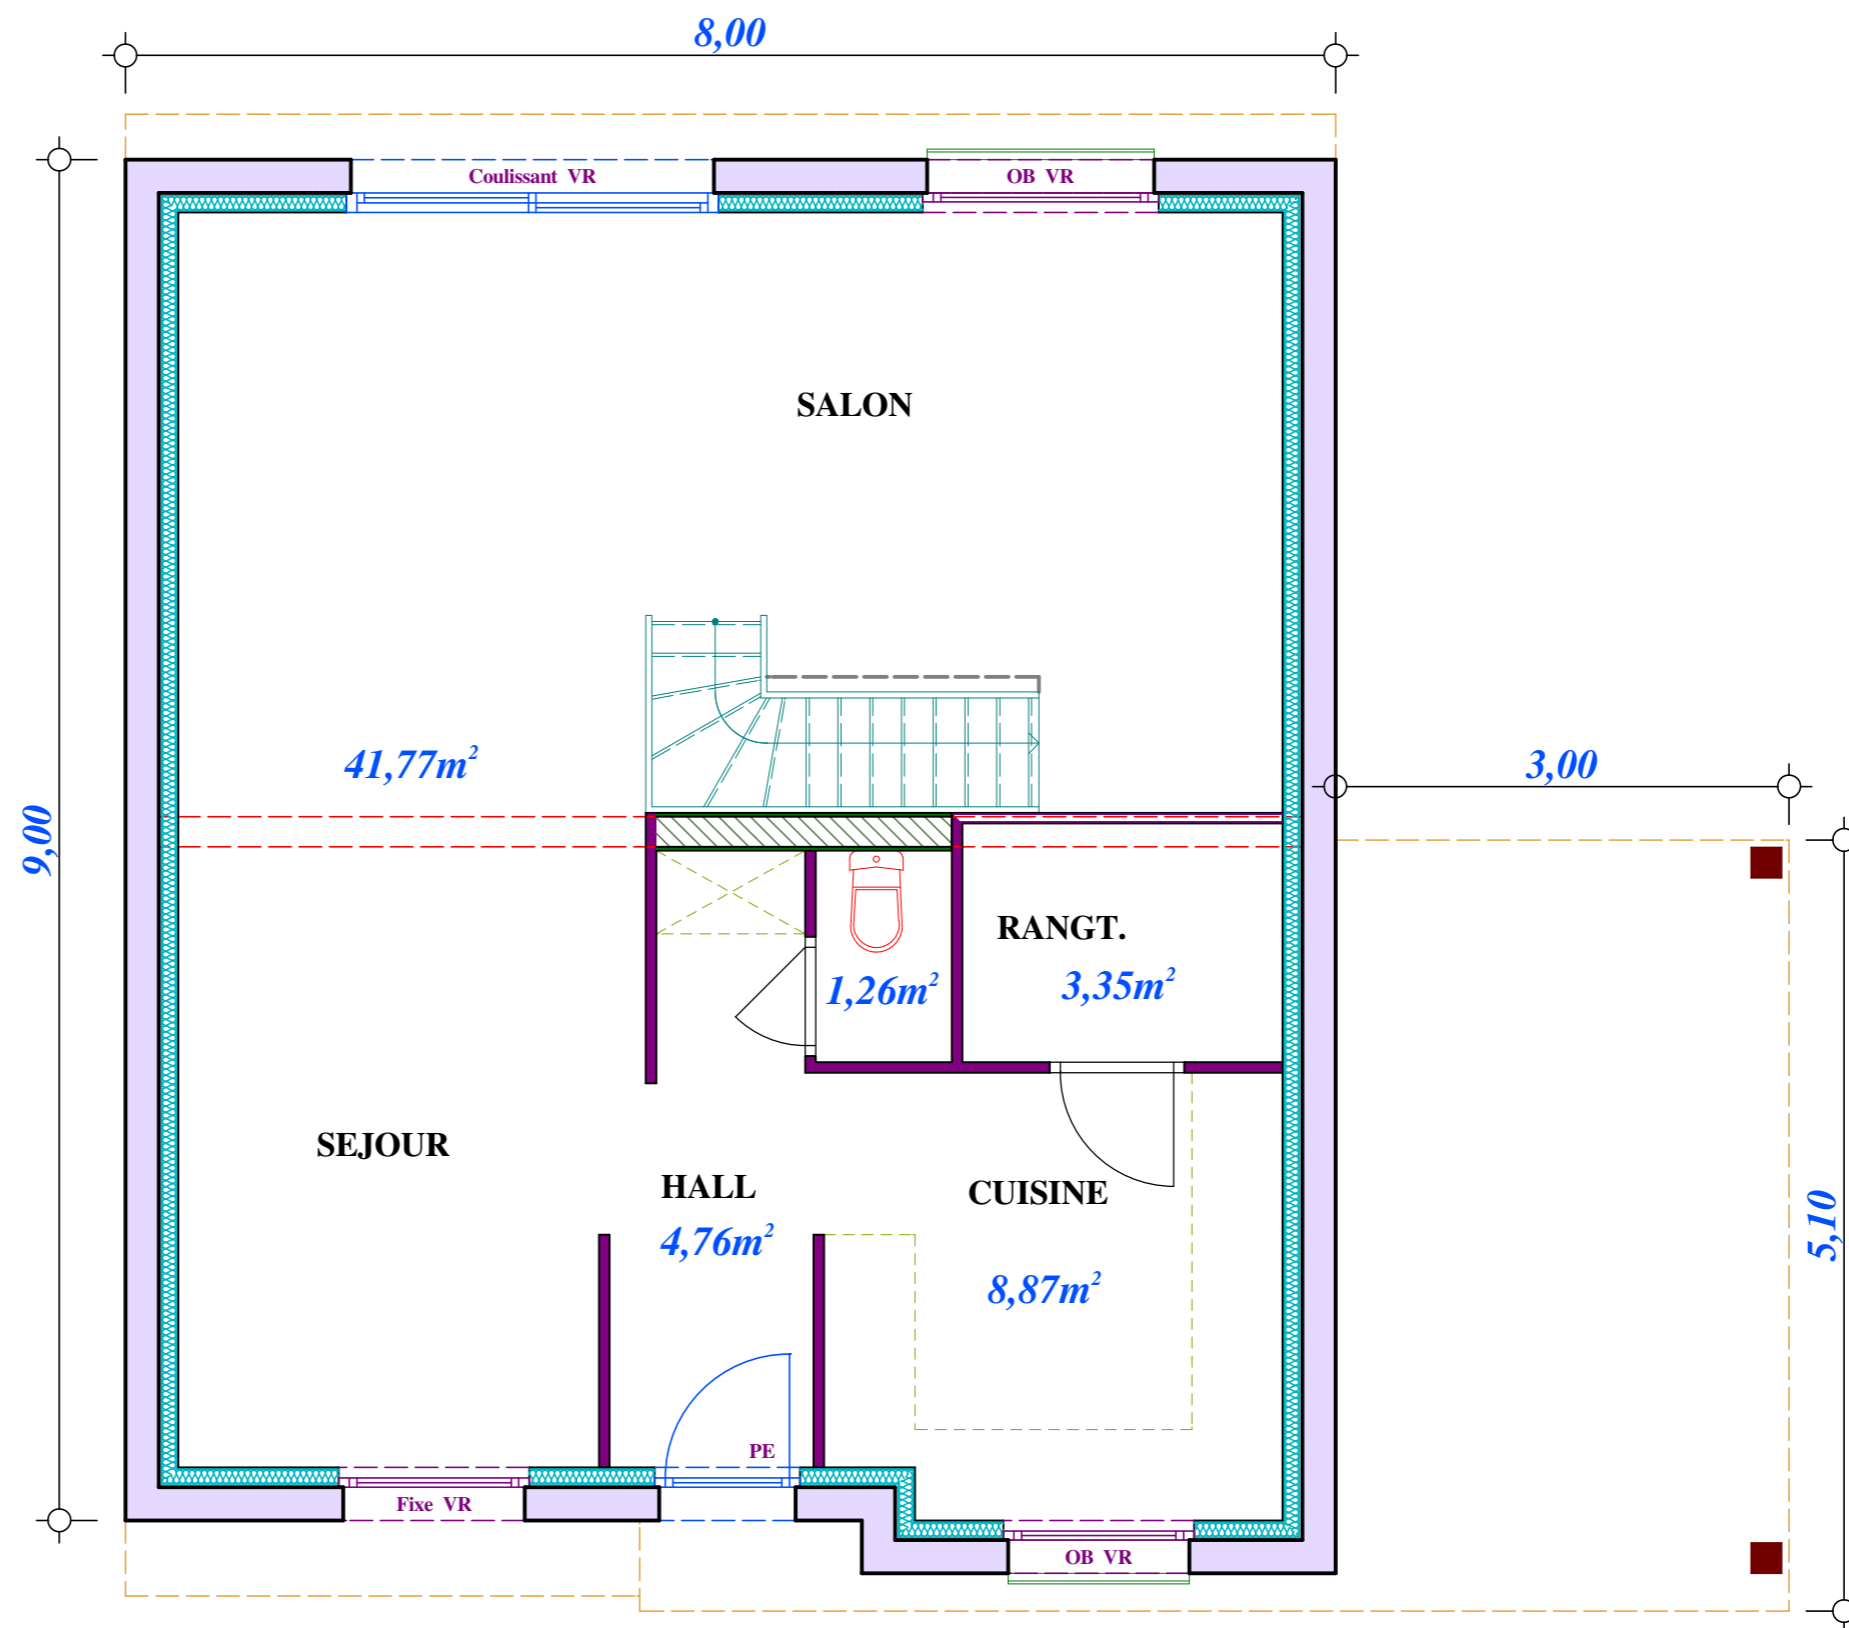 8,00
Coulissant VR
OB VR
SALON
41,77m²
3,00
9,00
RANGT.
1,26m²
3,35m²
SEJOUR
HALL
CUISINE
4,76m²
5,10
8,87m²
PE
Fixe VR
OB VR